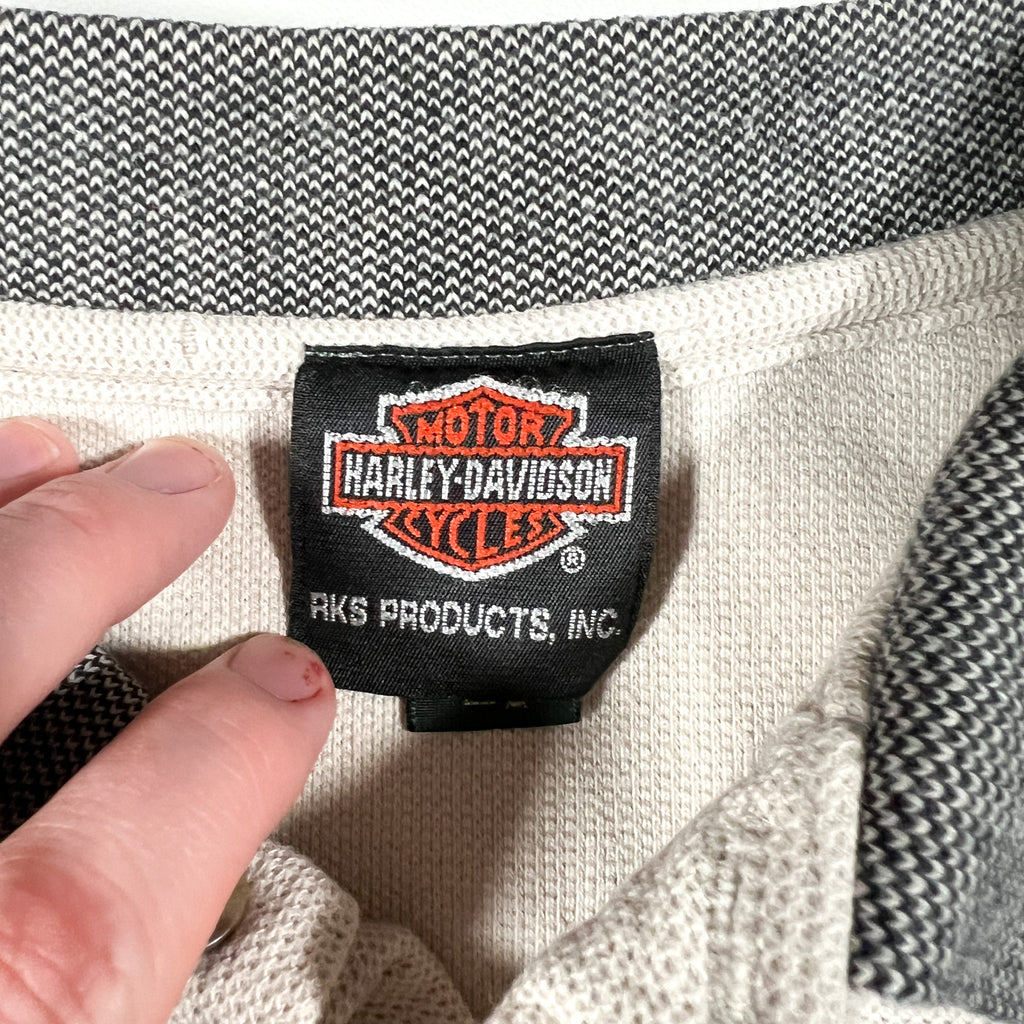 MOTOR
HARLEY-DAVIDSON
CYCLES
®
RKS PRODUCTS, INC.